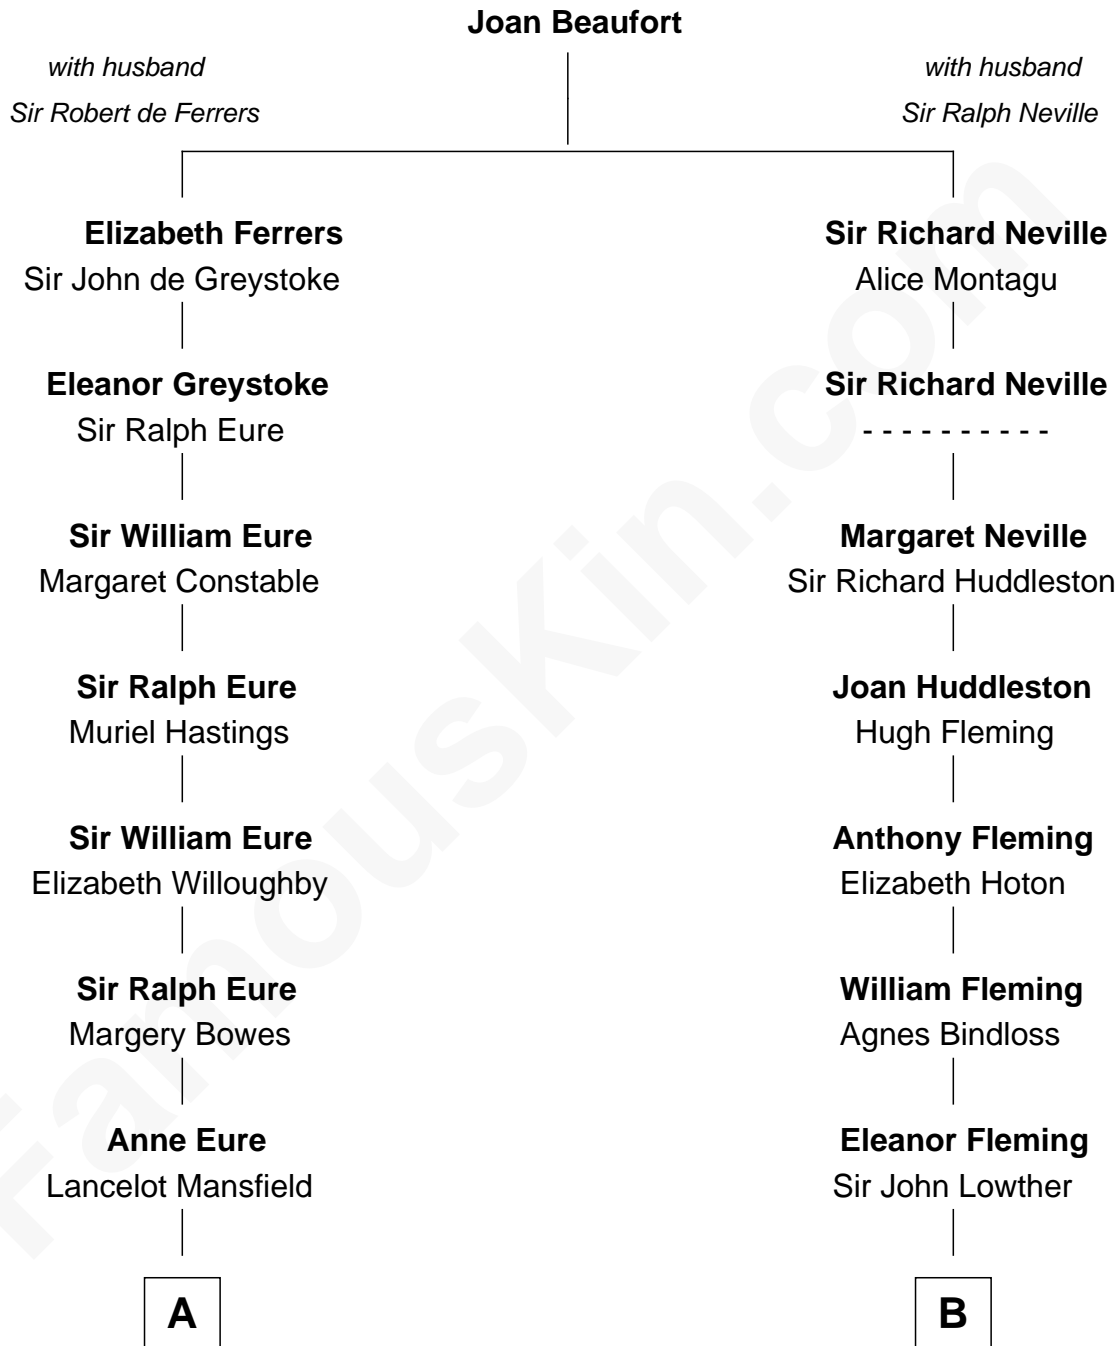 Joan Beaufort
with husband
Sir Robert de Ferrers
with husband
Sir Ralph Neville
Elizabeth Ferrers
Sir John de Greystoke
Sir Richard Neville
Alice Montagu
Eleanor Greystoke
Sir Ralph Eure
Sir Richard Neville
- - - - - - - - - -
Sir William Eure
Margaret Constable
Margaret Neville
Sir Richard Huddleston
Sir Ralph Eure
Muriel Hastings
Joan Huddleston
Hugh Fleming
Sir William Eure
Elizabeth Willoughby
Anthony Fleming
Elizabeth Hoton
Sir Ralph Eure
Margery Bowes
William Fleming
Agnes Bindloss
Anne Eure
Lancelot Mansfield
Eleanor Fleming
Sir John Lowther
A
B
FamousKin.com